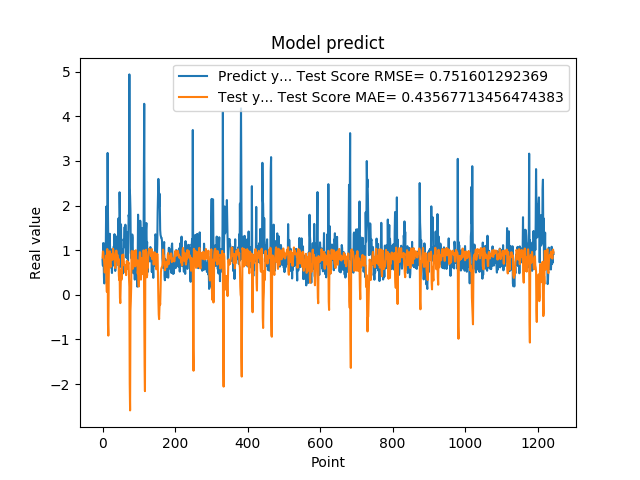 Model predict
Predict y... Test Score RMSE= 0.751601292369
Test y... Test Score MAE= 0.43567713456474383
5
4
3
2
1
0
−1
−2
Real value
0 200 400 600 800 1000 1200
Point